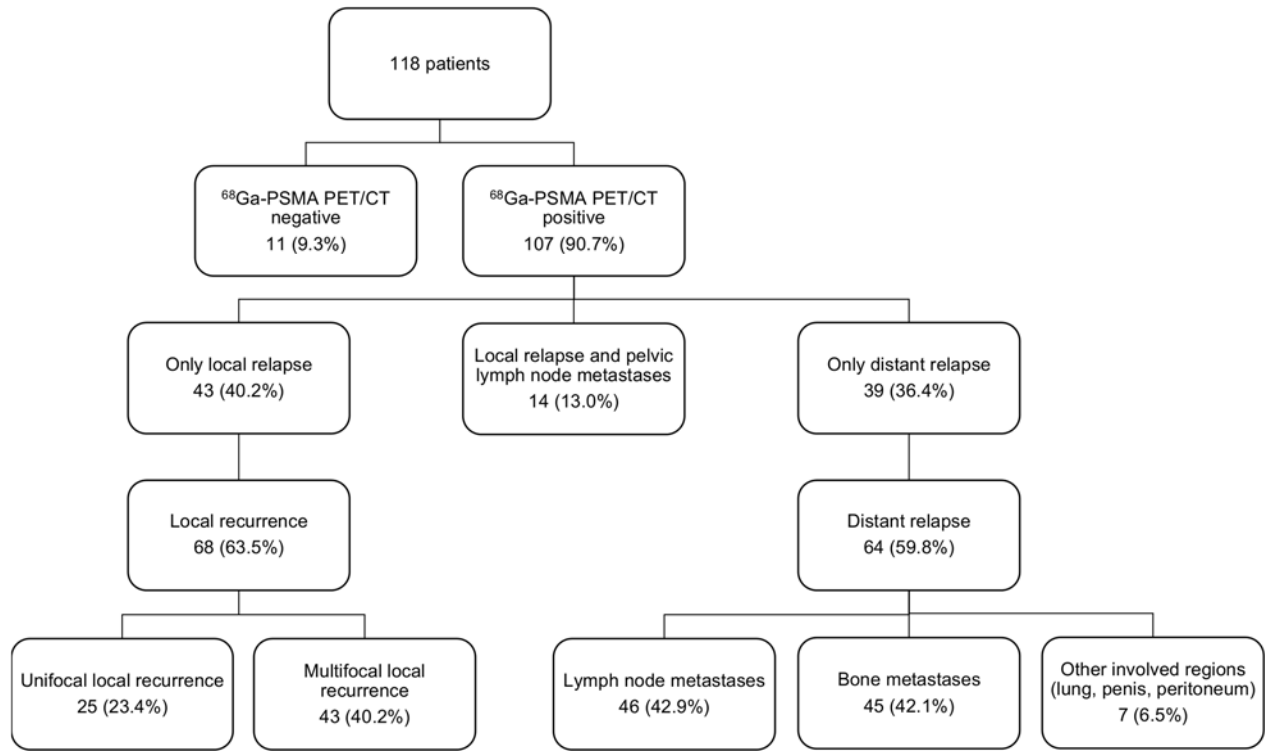 118 patients
⁶⁸Ga-PSMA PET/CT
negative
11 (9.3%)
⁶⁸Ga-PSMA PET/CT
positive
107 (90.7%)
Only local relapse
43 (40.2%)
Local relapse and pelvic
lymph node metastases
14 (13.0%)
Only distant relapse
39 (36.4%)
Local recurrence
68 (63.5%)
Distant relapse
64 (59.8%)
Unifocal local recurrence
25 (23.4%)
Multifocal local
recurrence
43 (40.2%)
Lymph node metastases
46 (42.9%)
Bone metastases
45 (42.1%)
Other involved regions
(lung, penis, peritoneum)
7 (6.5%)